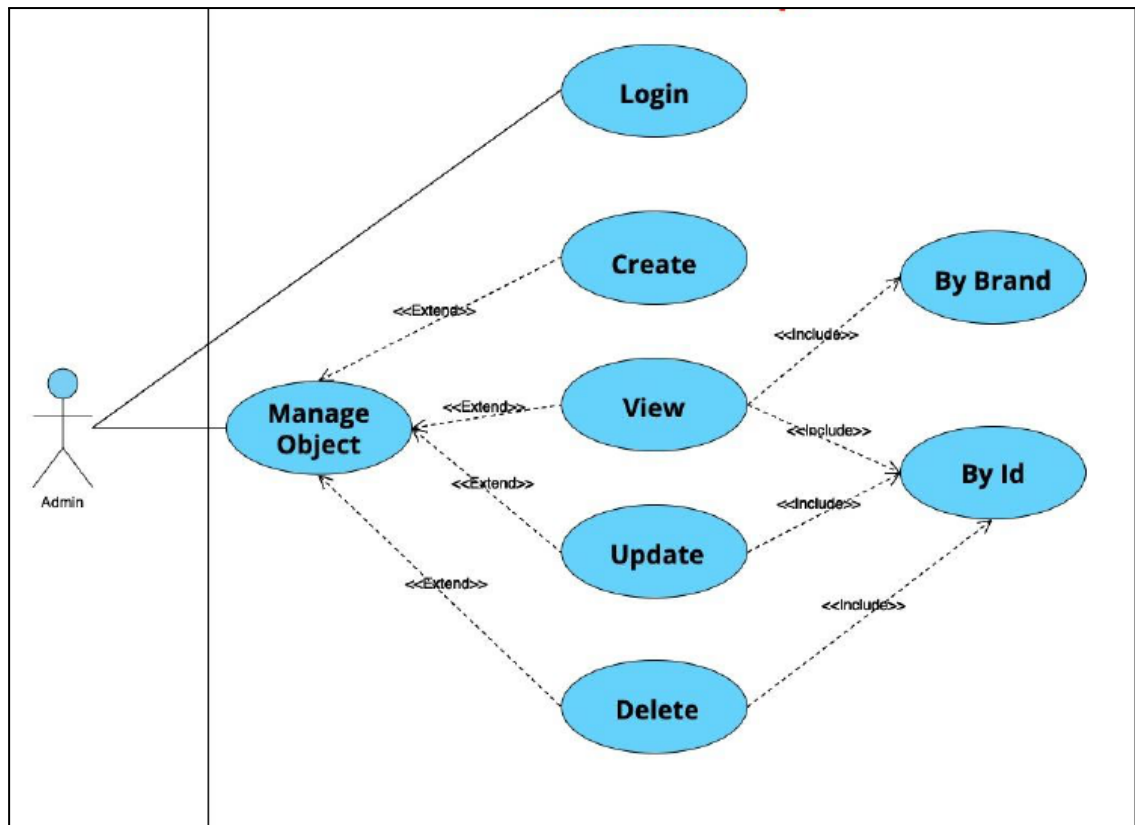 Login
Create
By Brand
<<Extend>>
<<Include>>
View
<<Extend>>
Manage
Object
<<Include>>
By Id
<<Extend>>
<<Include>>
Admin
Update
<<Extend>>
<<Include>>
Delete